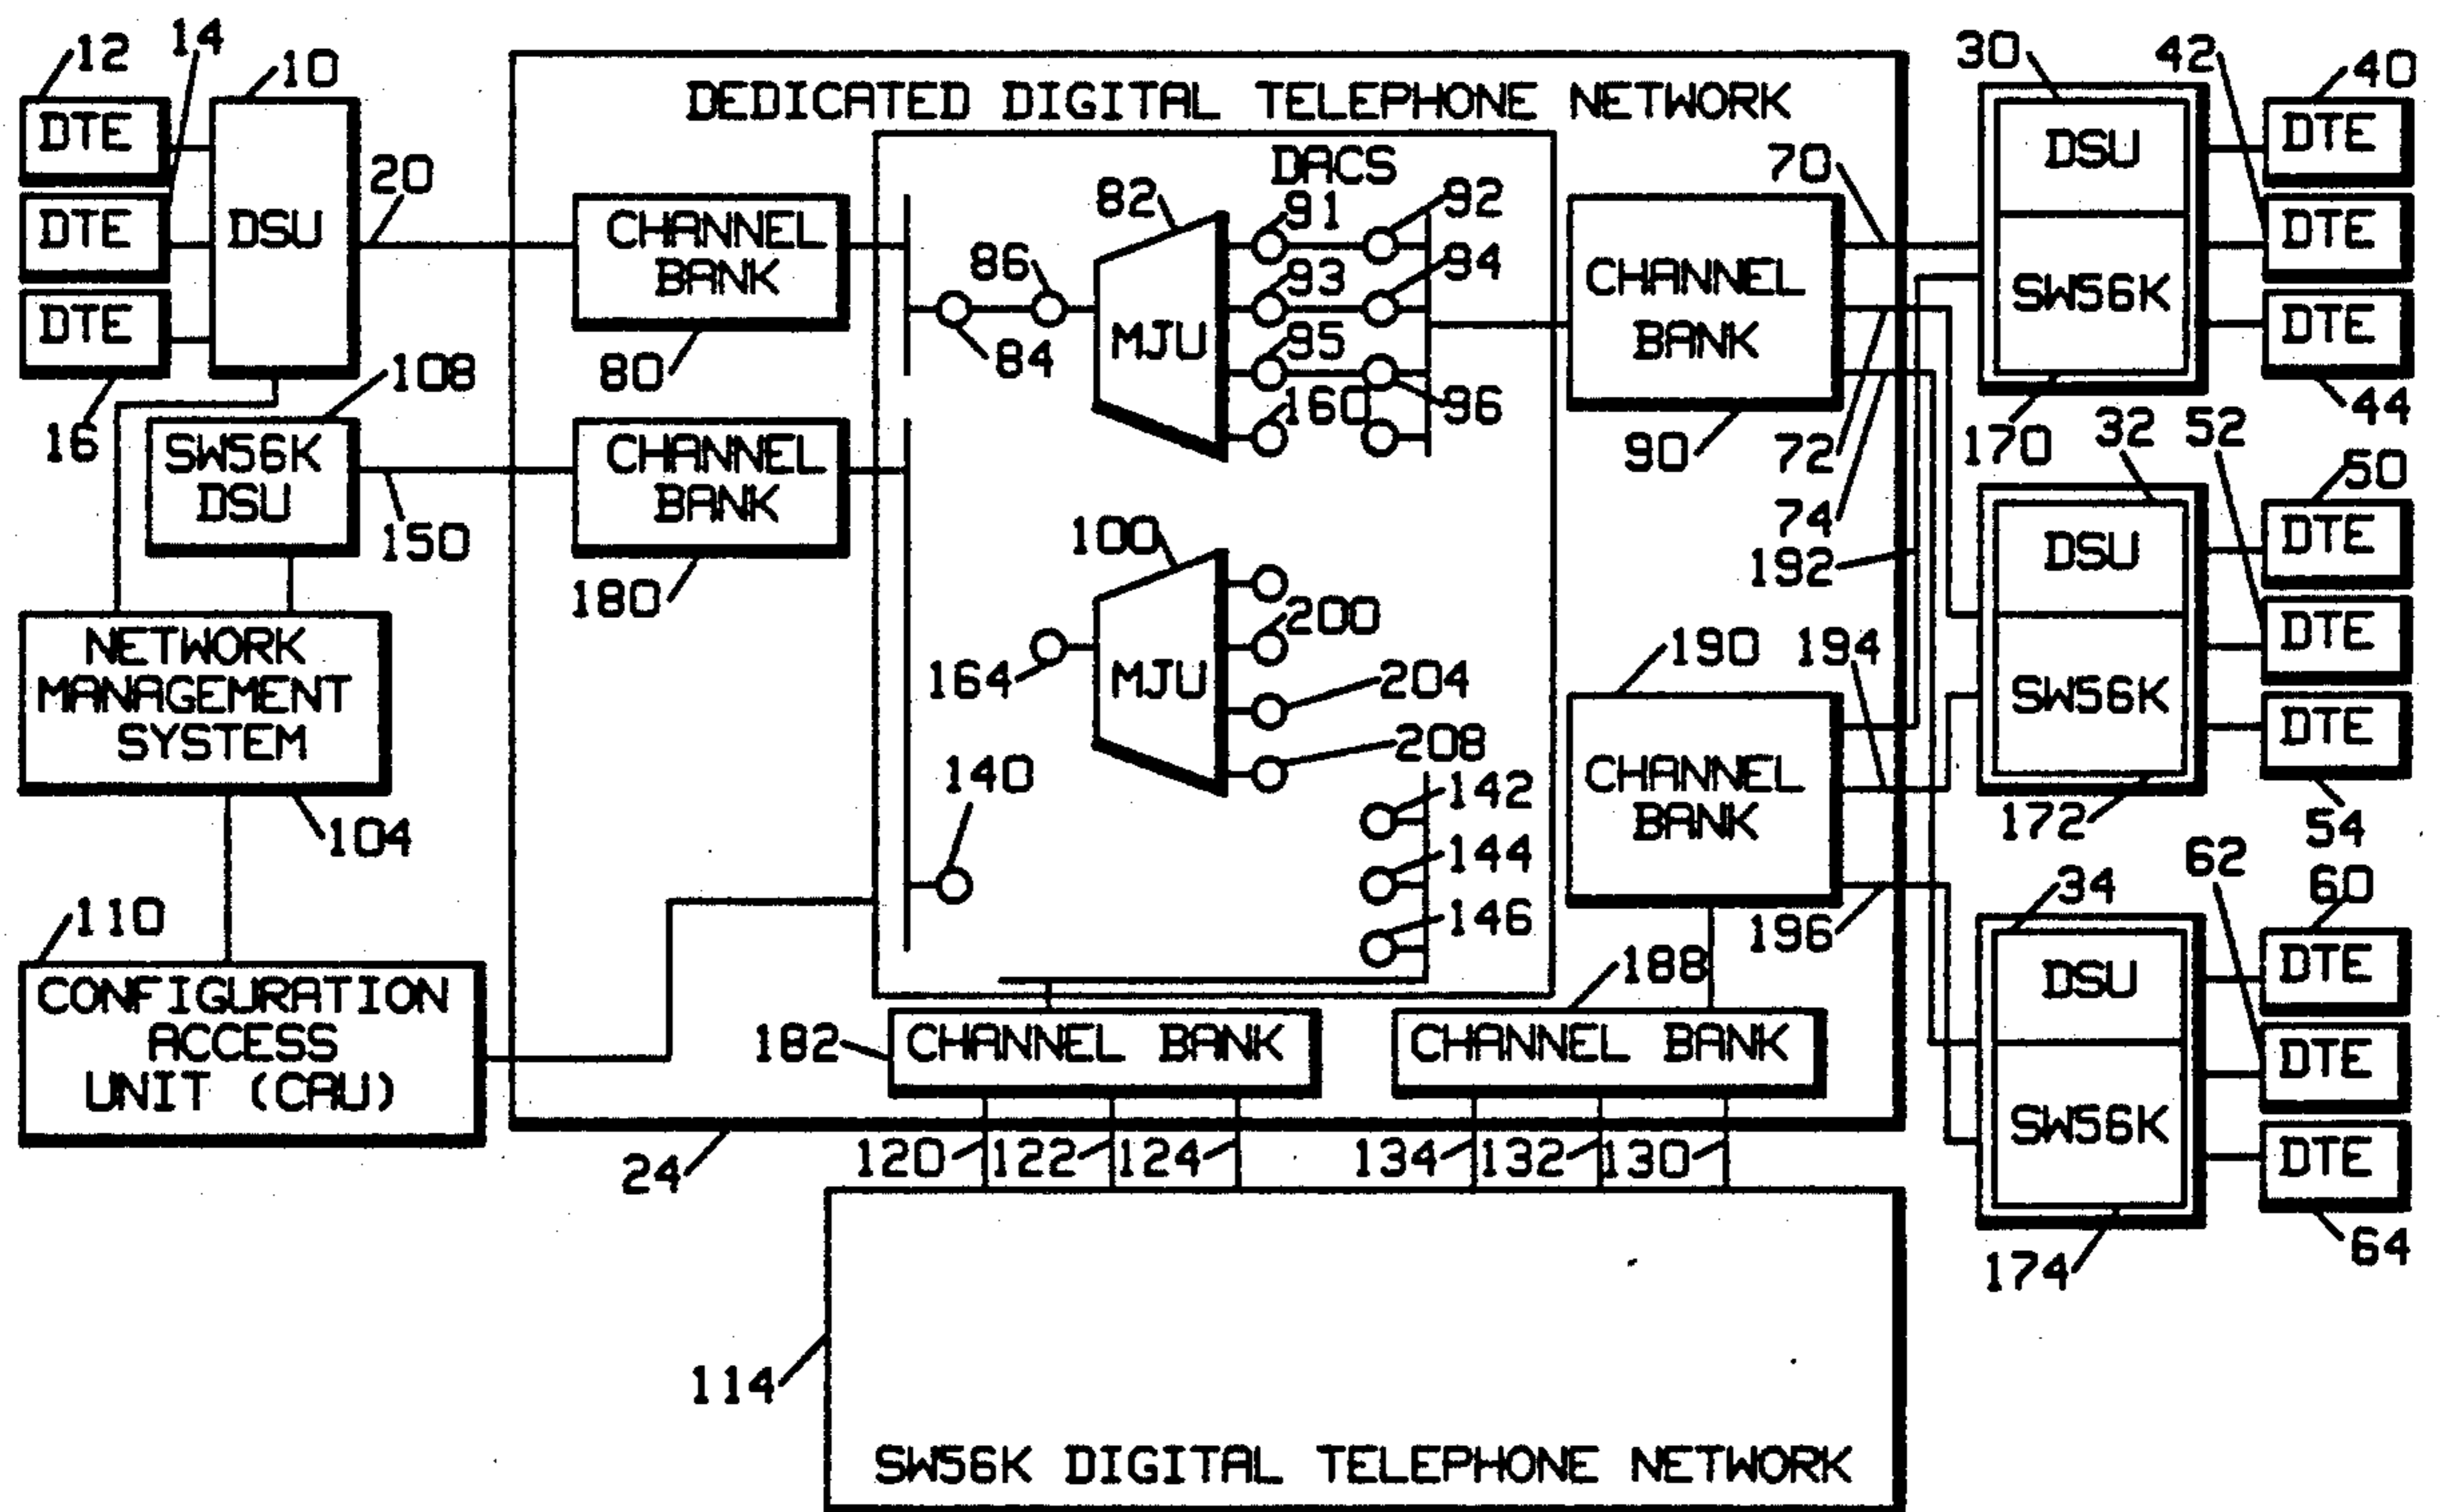 12
14
10
DTE
DTE
DTE
DSU
20
16
108
SW56K
DSU
150
NETWORK
MANAGEMENT
SYSTEM
104
110
CONFIGURATION
ACCESS
UNIT (CAU)
DEDICATED DIGITAL TELEPHONE NETWORK
DACS
CHANNEL
BANK
80
CHANNEL
BANK
180
84
86
82
MJU
91
92
93
94
95
96
160
100
MJU
164
200
204
208
140
142
144
146
CHANNEL
BANK
90
70
72
74
192
190
194
CHANNEL
BANK
196
188
182
CHANNEL BANK
CHANNEL BANK
24
120
122
124
134
132
130
114
SW56K DIGITAL TELEPHONE NETWORK
30
42
40
DSU
SW56K
DTE
DTE
DTE
170
44
32
52
50
DSU
SW56K
DTE
DTE
DTE
172
54
34
62
60
DSU
SW56K
DTE
DTE
DTE
174
64